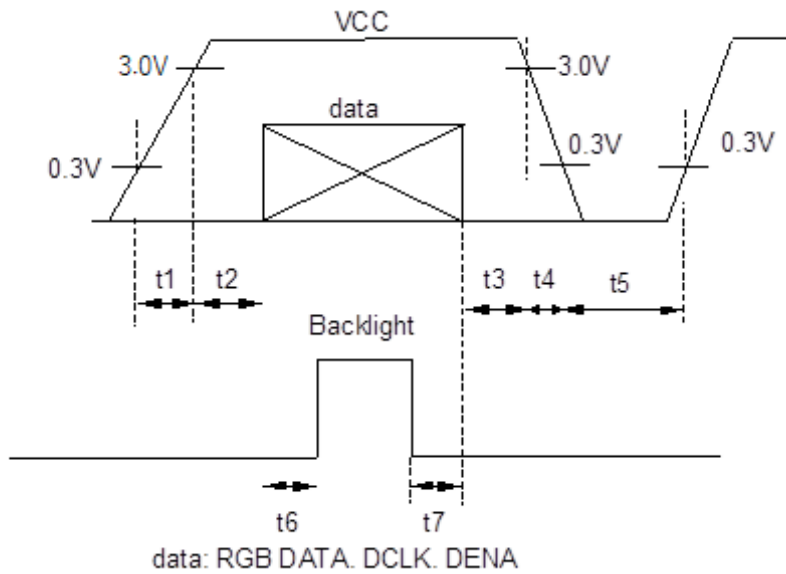 VCC
3.0V
3.0V
data
0.3V
0.3V
0.3V
t1
t2
t3
t4
t5
Backlight
t6
t7
data: RGB DATA. DCLK. DENA